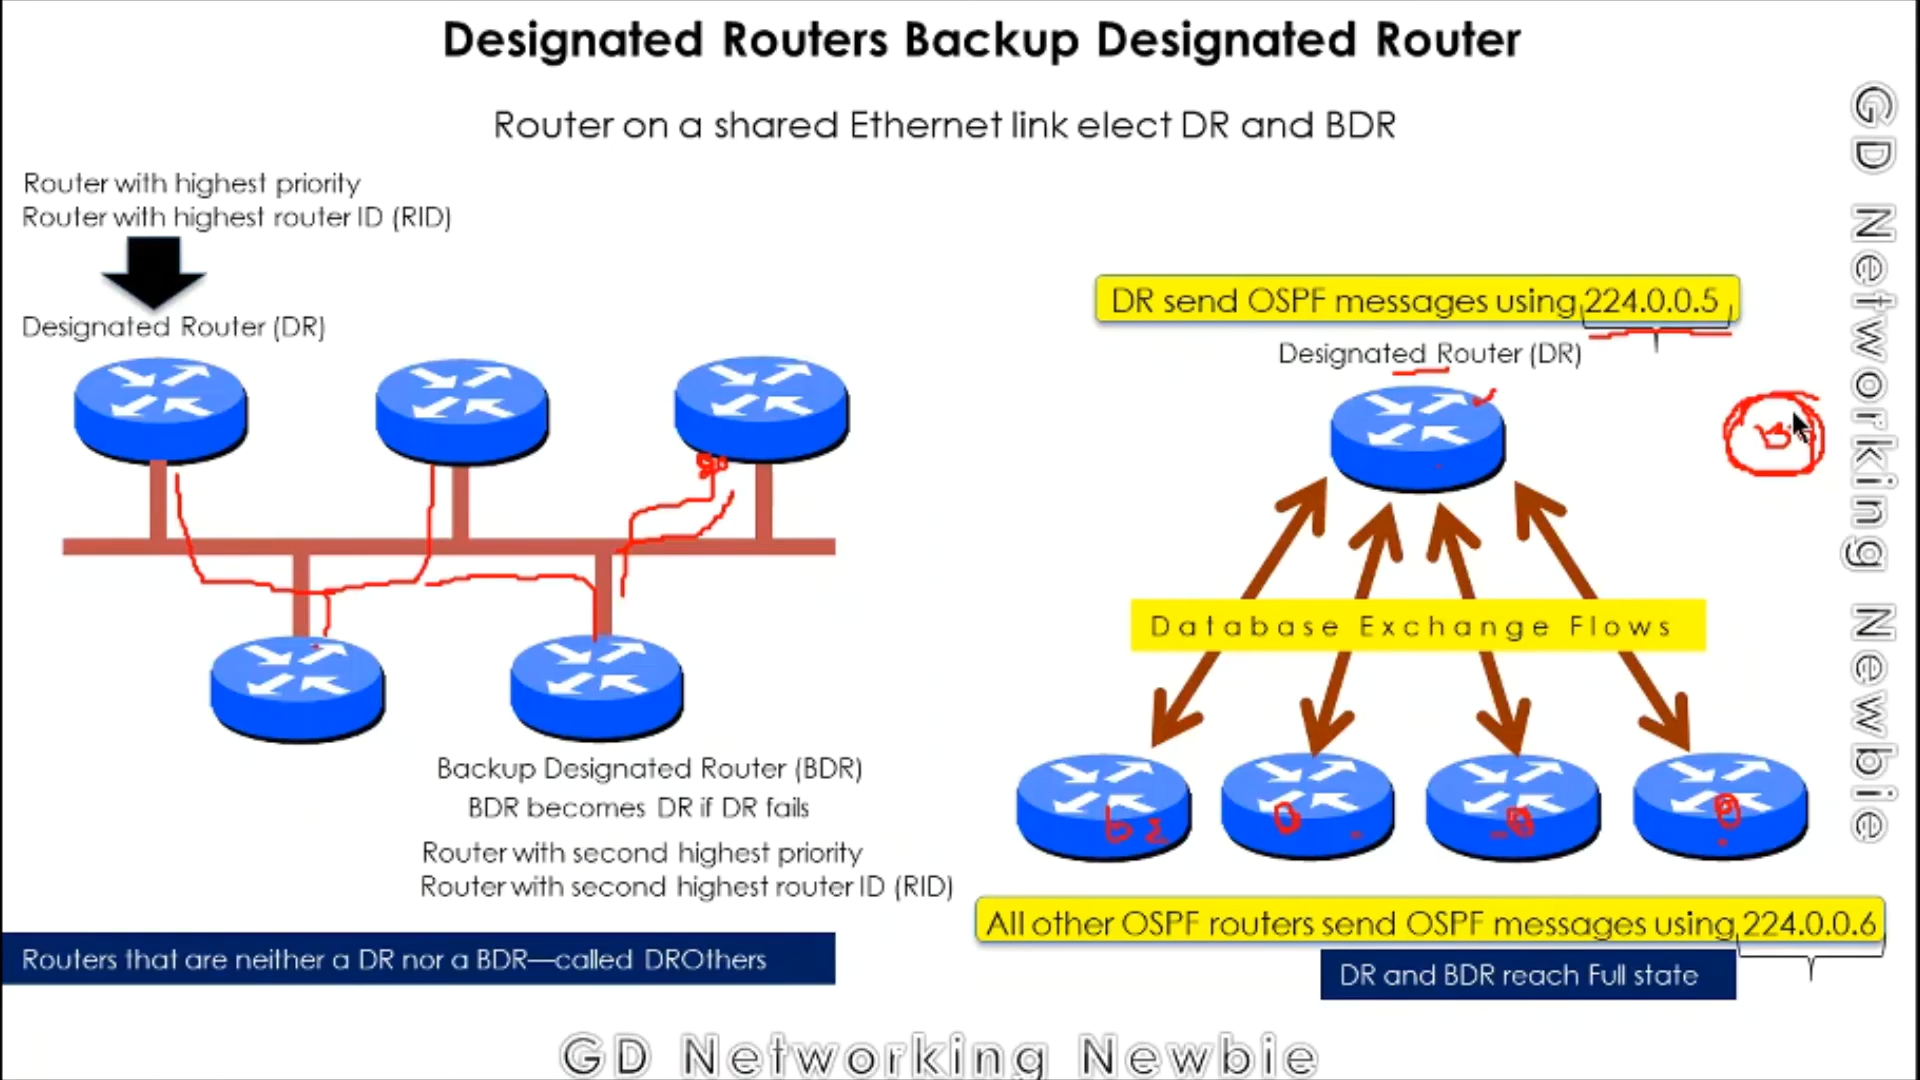 Designated Routers Backup Designated Router
Router on a shared Ethernet link elect DR and BDR
Router with highest priority
Router with highest router ID (RID)
Designated Router (DR)
Backup Designated Router (BDR)
BDR becomes DR if DR fails
Router with second highest priority
Router with second highest router ID (RID)
Routers that are neither a DR nor a BDR—called DROthers
DR send OSPF messages using 224.0.0.5
Designated Router (DR)
Database Exchange Flows
All other OSPF routers send OSPF messages using 224.0.0.6
DR and BDR reach Full state
GD Networking Newbie
GD Networking Newbie